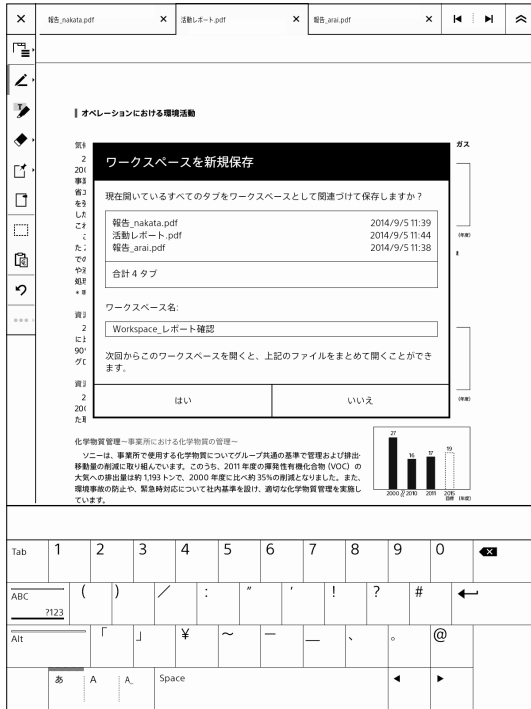 報告_nakata.pdf
活動レポート.pdf
報告_arai.pdf
オペレーションにおける環境活動
ガス
ワークスペースを新規保存
現在開いているすべてのタブをワークスペースとして関連づけて保存しますか？
報告_nakata.pdf 2014/9/5 11:39
活動レポート.pdf 2014/9/5 11:44
報告_arai.pdf 2014/9/5 11:38
合計 4 タブ
ワークスペース名:
Workspace_レポート確認
次回からこのワークスペースを開くと、上記のファイルをまとめて開くことができ
ます。
はい いいえ
(年度)
(年度)
化学物質管理～事業所における化学物質の管理～
ソニーは、事業所で使用する化学物質についてグループ共通の基準で管理および排出・
移動量の削減に取り組んでいます。このうち、2011 年度の揮発性有機化合物（VOC）の
大気への排出量は約 1,193 トンで、2000 年度に比べ約 35%の削減となりました。また、
環境事故の防止や、緊急時対応について社内基準を設け、適切な化学物質管理を実施し
ています。
27 16 17 19
2000 2010 2011 2015 (年度)
目標
Tab 1 2 3 4 5 6 7 8 9 0
ABC ?123 ( ) ／ : " ' ! ? #
Alt 「 」 ¥ ～ − __ 、 。 @
あ A A_ Space